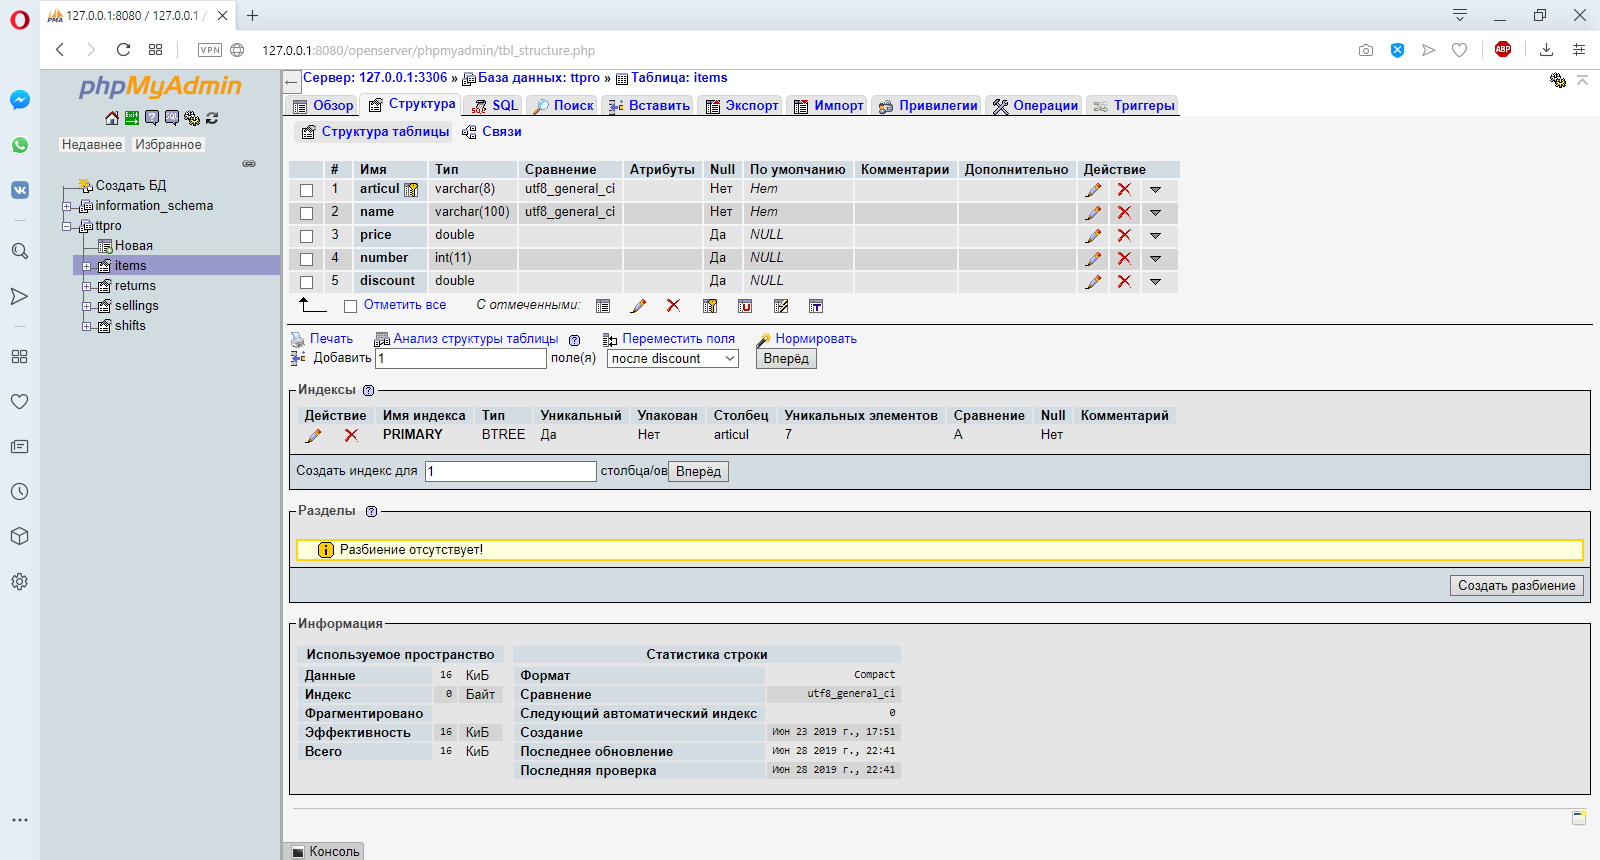 127.0.0.1:8080 / 127.0.0.1 /
VPN 127.0.0.1:8080/openserver/phpmyadmin/tbl_structure.php
ABP
phpMyAdmin
Недавнее Избранное
Создать БД
information_schema
ttpro
Новая
items
returns
sellings
shifts
Сервер: 127.0.0.1:3306 » База данных: ttpro » Таблица: items
Обзор Структура SQL Поиск Вставить Экспорт Импорт Привилегии Операции Триггеры
Структура таблицы Связи
# Имя Тип Сравнение Атрибуты Null По умолчанию Комментарии Дополнительно Действие
1 articul varchar(8) utf8_general_ci Нет Нет
2 name varchar(100) utf8_general_ci Нет Нет
3 price double Да NULL
4 number int(11) Да NULL
5 discount double Да NULL
Отметить все С отмеченными:
Печать Анализ структуры таблицы Переместить поля Нормировать
Добавить 1 поле(я) после discount Вперёд
Индексы
Действие Имя индекса Тип Уникальный Упакован Столбец Уникальных элементов Сравнение Null Комментарий
PRIMARY BTREE Да Нет articul 7 A Нет
Создать индекс для 1 столбца/ов Вперёд
Разделы
Разбиение отсутствует!
Создать разбиение
Информация
Используемое пространство
Данные 16 КиБ
Индекс 0 Байт
Фрагментировано
Эффективность 16 КиБ
Всего 16 КиБ
Статистика строки
Формат Compact
Сравнение utf8_general_ci
Следующий автоматический индекс 0
Создание Июн 23 2019 г., 17:51
Последнее обновление Июн 28 2019 г., 22:41
Последняя проверка Июн 28 2019 г., 22:41
Консоль